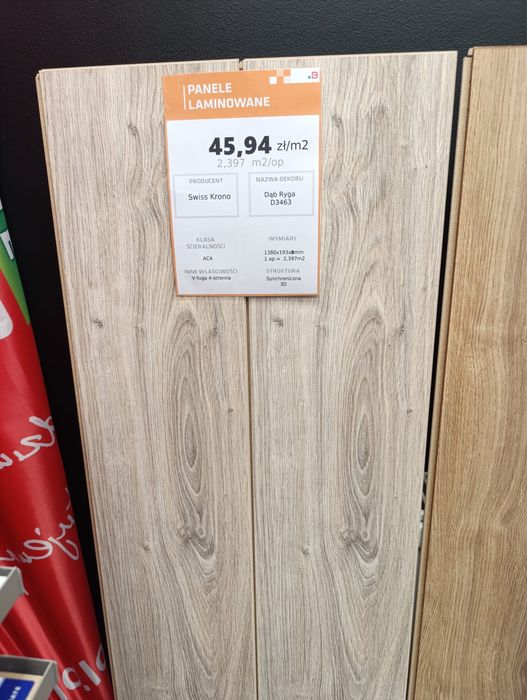 PANELE
LAMINOWANE
45,94 zł/m2
2,397 m2/op
PRODUCENT
Swiss Krono
NAZWA DEKORU
Dąb Ryga
D3463
KLASA
ŚCIERALNOŚCI
AC4
WYMIARY
1380x193x8mm
1 op.= 2,397m2
INNE WŁAŚCIWOŚCI
V-fuga 4-stronna
STRUKTURA
Synchroniczna
3D